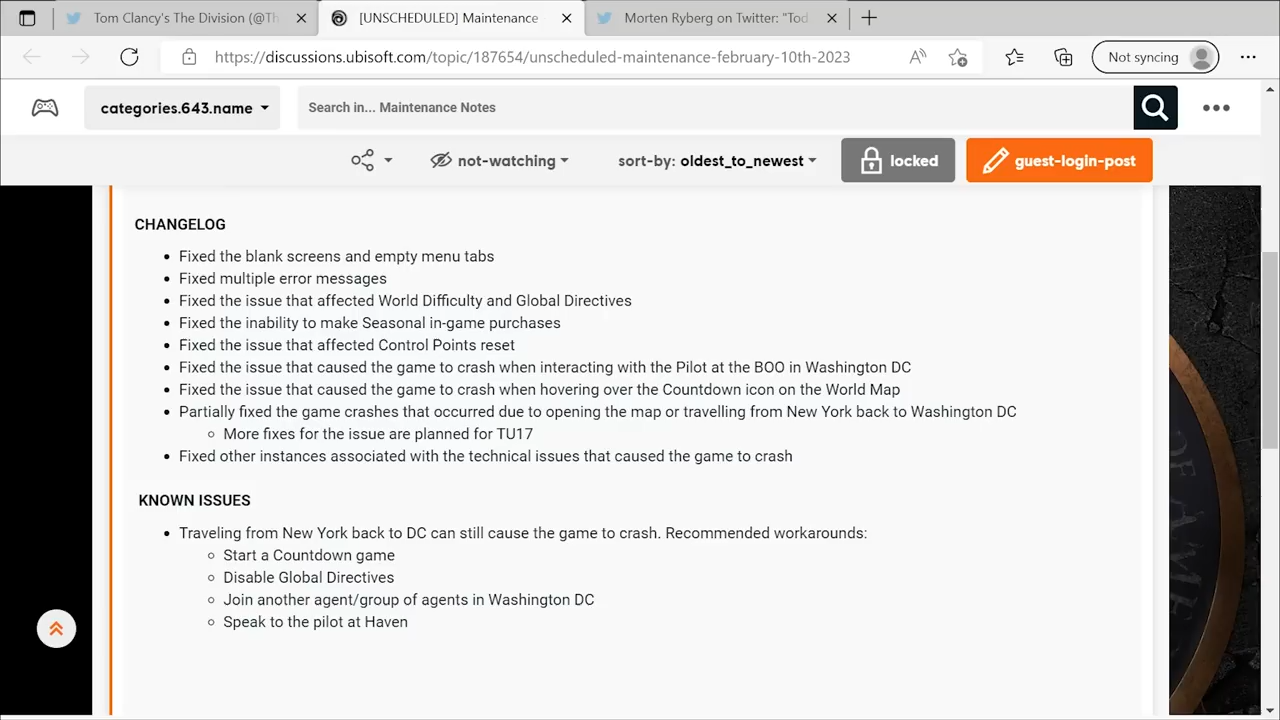 Tom Clancy's The Division (@Th
[UNSCHEDULED] Maintenance
Morten Ryberg on Twitter: "Tod
https://discussions.ubisoft.com/topic/187654/unscheduled-maintenance-february-10th-2023
Not syncing
categories.643.name
Search in... Maintenance Notes
not-watching
sort-by: oldest_to_newest
locked
guest-login-post
CHANGELOG
Fixed the blank screens and empty menu tabs
Fixed multiple error messages
Fixed the issue that affected World Difficulty and Global Directives
Fixed the inability to make Seasonal in-game purchases
Fixed the issue that affected Control Points reset
Fixed the issue that caused the game to crash when interacting with the Pilot at the BOO in Washington DC
Fixed the issue that caused the game to crash when hovering over the Countdown icon on the World Map
Partially fixed the game crashes that occurred due to opening the map or travelling from New York back to Washington DC
More fixes for the issue are planned for TU17
Fixed other instances associated with the technical issues that caused the game to crash
KNOWN ISSUES
Traveling from New York back to DC can still cause the game to crash. Recommended workarounds:
Start a Countdown game
Disable Global Directives
Join another agent/group of agents in Washington DC
Speak to the pilot at Haven